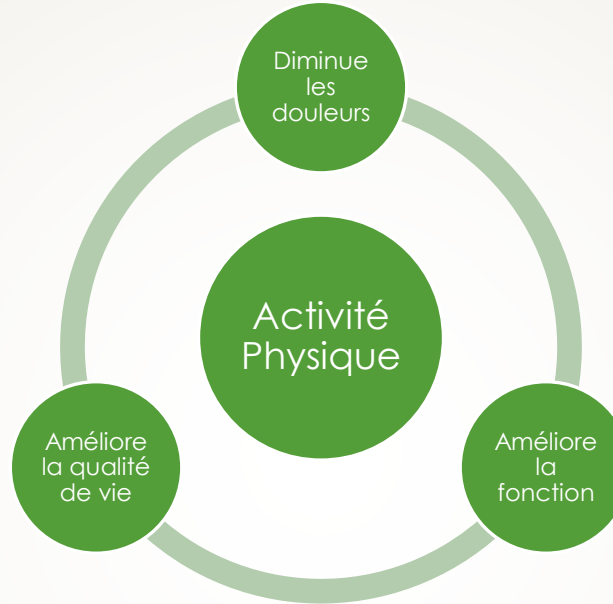 Diminue
les
douleurs
Activité
Physique
Améliore
la qualité
de vie
Améliore
la
fonction